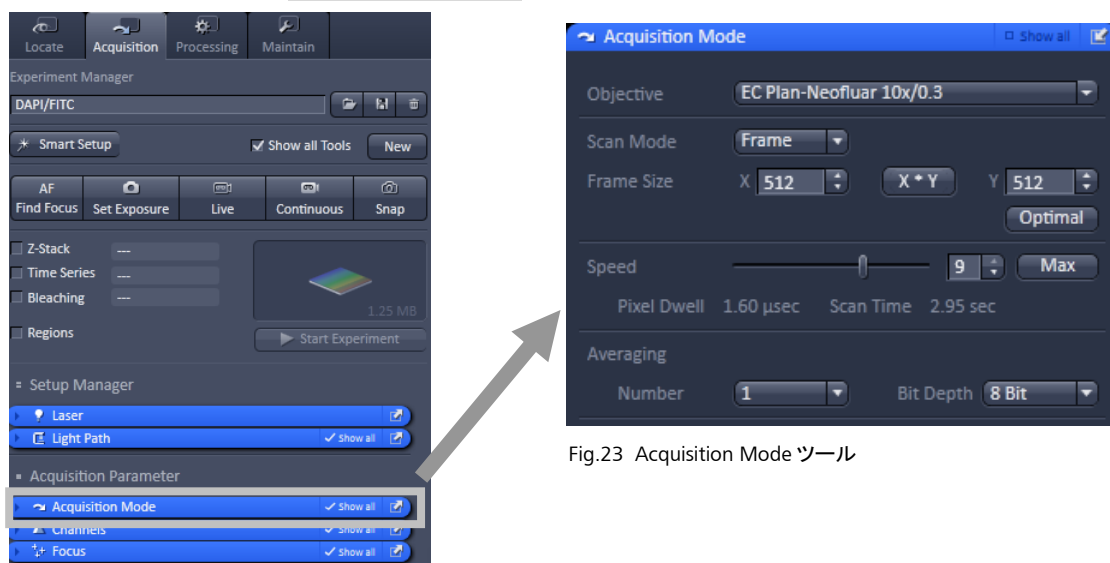 Locate Acquisition Processing Maintain
Experiment Manager
DAPI/FITC
Smart Setup Show all Tools New
AF
Find Focus Set Exposure Live Continuous Snap
Z-Stack ---
Time Series ---
Bleaching ---
1.25 MB
Regions
Start Experiment
Setup Manager
Laser
Light Path Show all
Acquisition Parameter
Acquisition Mode Show all
Channels Show all
Focus Show all
Acquisition Mode Show all
Objective EC Plan-Neofluar 10x/0.3
Scan Mode Frame
Frame Size X 512 X * Y Y 512
Optimal
Speed 9 Max
Pixel Dwell 1.60 µsec Scan Time 2.95 sec
Averaging
Number 1 Bit Depth 8 Bit
Fig.23 Acquisition Mode ツール